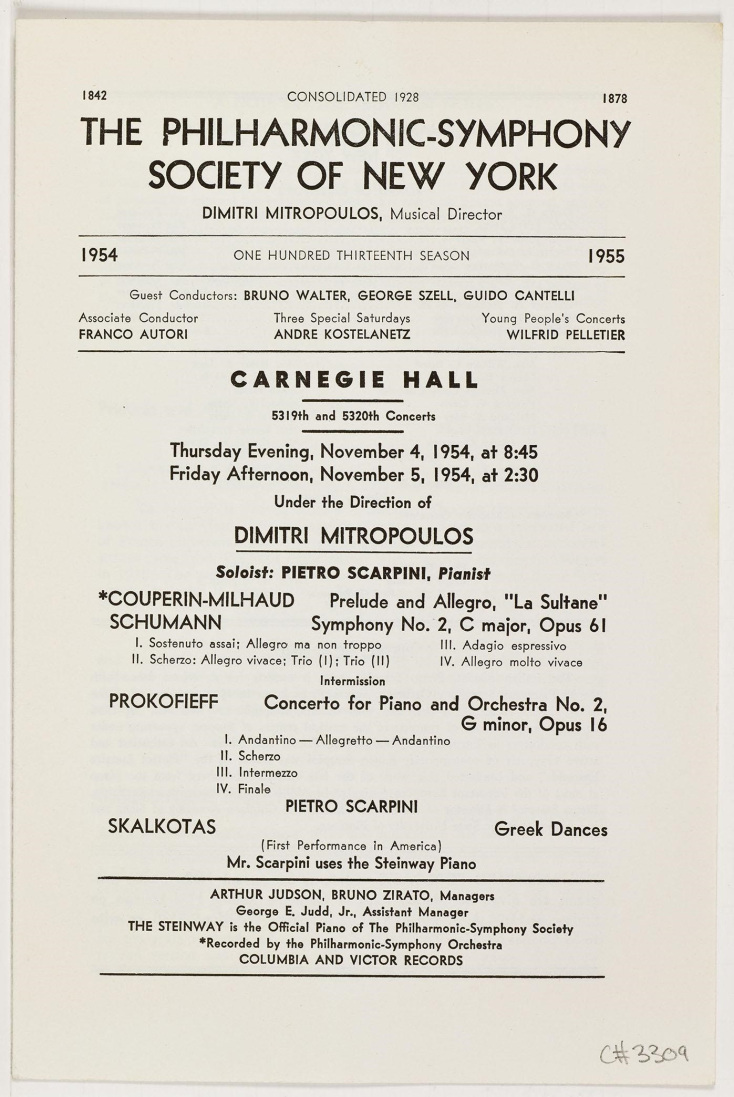 1842 CONSOLIDATED 1928 1878
THE PHILHARMONIC-SYMPHONY
SOCIETY OF NEW YORK
DIMITRI MITROPOULOS, Musical Director
1954 ONE HUNDRED THIRTEENTH SEASON 1955
Guest Conductors: BRUNO WALTER, GEORGE SZELL, GUIDO CANTELLI
Associate Conductor Three Special Saturdays Young People's Concerts
FRANCO AUTORI ANDRE KOSTELANETZ WILFRID PELLETIER
CARNEGIE HALL
5319th and 5320th Concerts
Thursday Evening, November 4, 1954, at 8:45
Friday Afternoon, November 5, 1954, at 2:30
Under the Direction of
DIMITRI MITROPOULOS
Soloist: PIETRO SCARPINI, Pianist
*COUPERIN-MILHAUD Prelude and Allegro, "La Sultane"
SCHUMANN Symphony No. 2, C major, Opus 61
I. Sostenuto assai; Allegro ma non troppo III. Adagio espressivo
II. Scherzo: Allegro vivace; Trio (I); Trio (II) IV. Allegro molto vivace
Intermission
PROKOFIEFF Concerto for Piano and Orchestra No. 2,
G minor, Opus 16
I. Andantino — Allegretto — Andantino
II. Scherzo
III. Intermezzo
IV. Finale
PIETRO SCARPINI
SKALKOTAS Greek Dances
(First Performance in America)
Mr. Scarpini uses the Steinway Piano
ARTHUR JUDSON, BRUNO ZIRATO, Managers
George E. Judd, Jr., Assistant Manager
THE STEINWAY is the Official Piano of The Philharmonic-Symphony Society
*Recorded by the Philharmonic-Symphony Orchestra
COLUMBIA AND VICTOR RECORDS
C#3309